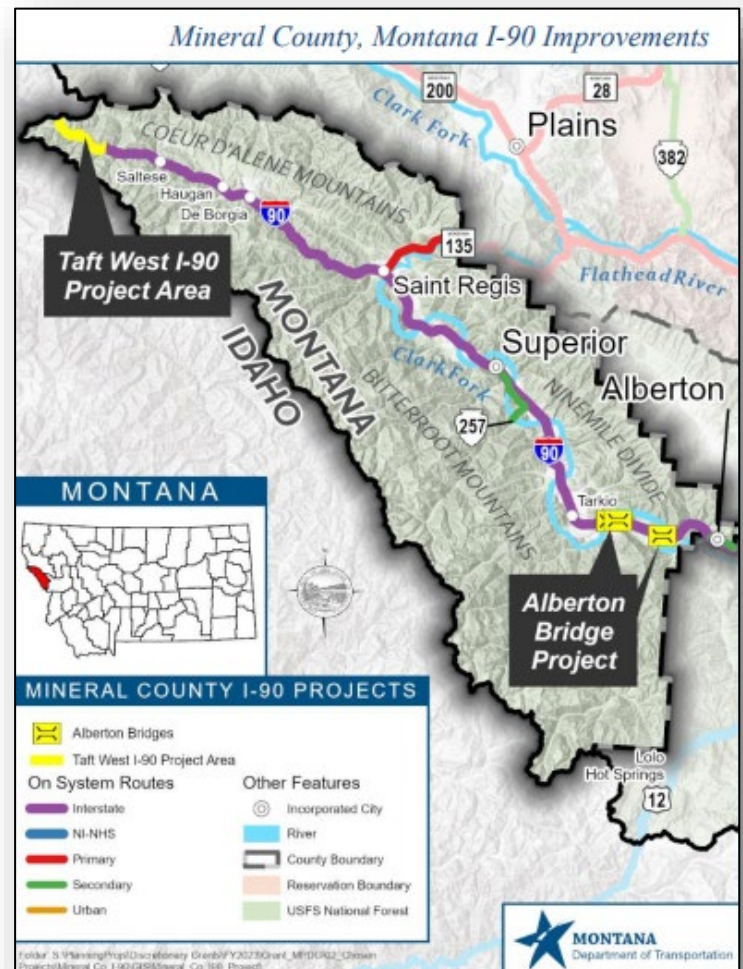 Mineral County, Montana I-90 Improvements
200
28
Clark Fork
Plains
382
COEUR D'ALENE MOUNTAINS
Saltese
Haugan
De Borgia
90
135
Taft West I-90
Project Area
Saint Regis
Flathead River
MONTANA
IDAHO
Clark Fork
Superior
BITTERROOT MOUNTAINS
NINEMILE DIVIDE
Alberton
257
90
Tarkio
MONTANA
Alberton
Bridge
Project
Lolo
Hot Springs
12
MINERAL COUNTY I-90 PROJECTS
Alberton Bridges
Taft West I-90 Project Area
On System Routes
Interstate
NI-NHS
Primary
Secondary
Urban
Other Features
Incorporated City
River
County Boundary
Reservation Boundary
USFS National Forest
MONTANA
Department of Transportation